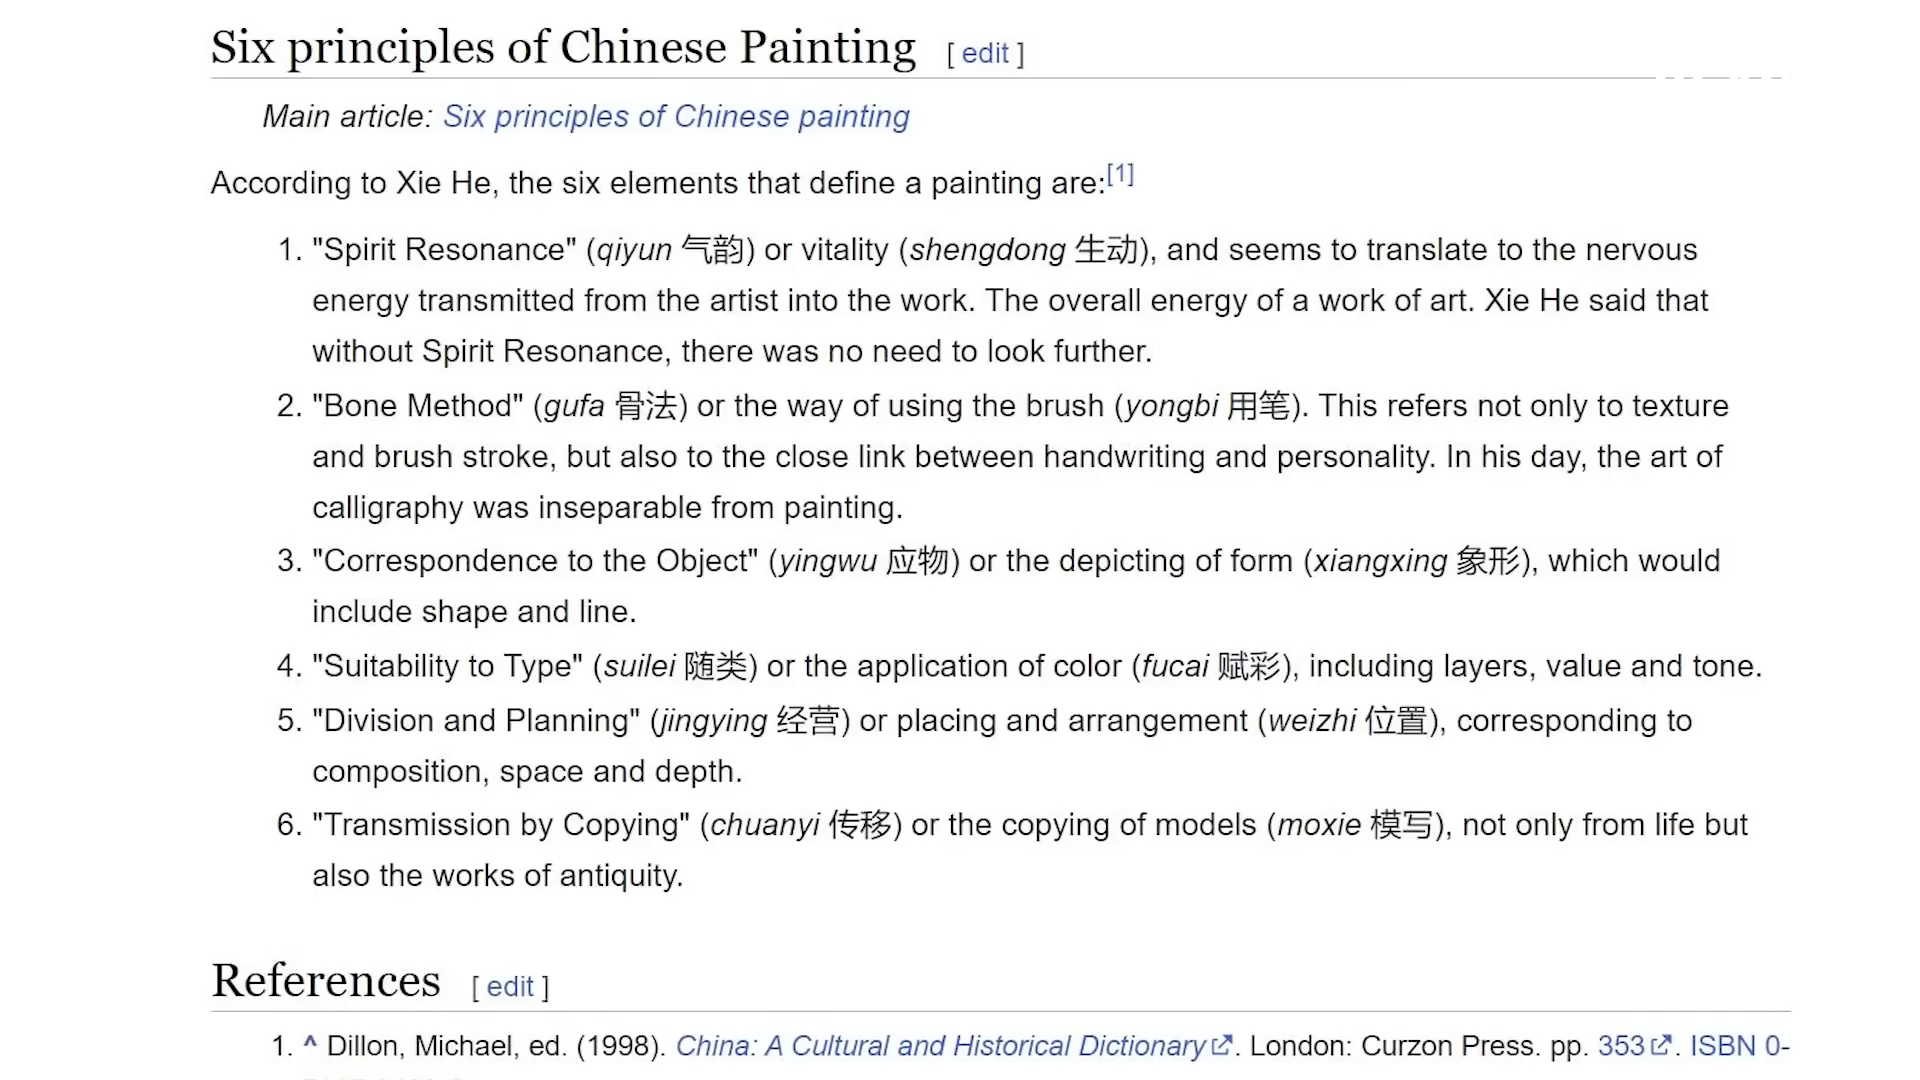 Six principles of Chinese Painting [ edit ]
Main article: Six principles of Chinese painting
According to Xie He, the six elements that define a painting are:[1]
1. "Spirit Resonance" (qiyun 气韵) or vitality (shengdong 生动), and seems to translate to the nervous
energy transmitted from the artist into the work. The overall energy of a work of art. Xie He said that
without Spirit Resonance, there was no need to look further.
2. "Bone Method" (gufa 骨法) or the way of using the brush (yongbi 用笔). This refers not only to texture
and brush stroke, but also to the close link between handwriting and personality. In his day, the art of
calligraphy was inseparable from painting.
3. "Correspondence to the Object" (yingwu 应物) or the depicting of form (xiangxing 象形), which would
include shape and line.
4. "Suitability to Type" (suilei 随类) or the application of color (fucai 赋彩), including layers, value and tone.
5. "Division and Planning" (jingying 经营) or placing and arrangement (weizhi 位置), corresponding to
composition, space and depth.
6. "Transmission by Copying" (chuanyi 传移) or the copying of models (moxie 模写), not only from life but
also the works of antiquity.
References [ edit ]
1. ^ Dillon, Michael, ed. (1998). China: A Cultural and Historical Dictionary. London: Curzon Press. pp. 353. ISBN 0-